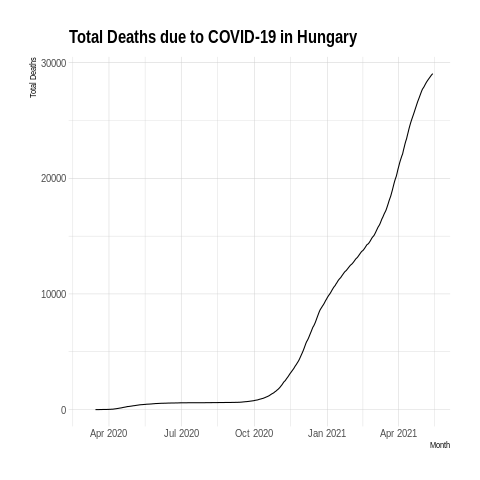 Total Deaths due to COVID-19 in Hungary
Total Deaths
30000
20000
10000
0
Apr 2020 Jul 2020 Oct 2020 Jan 2021 Apr 2021
Month